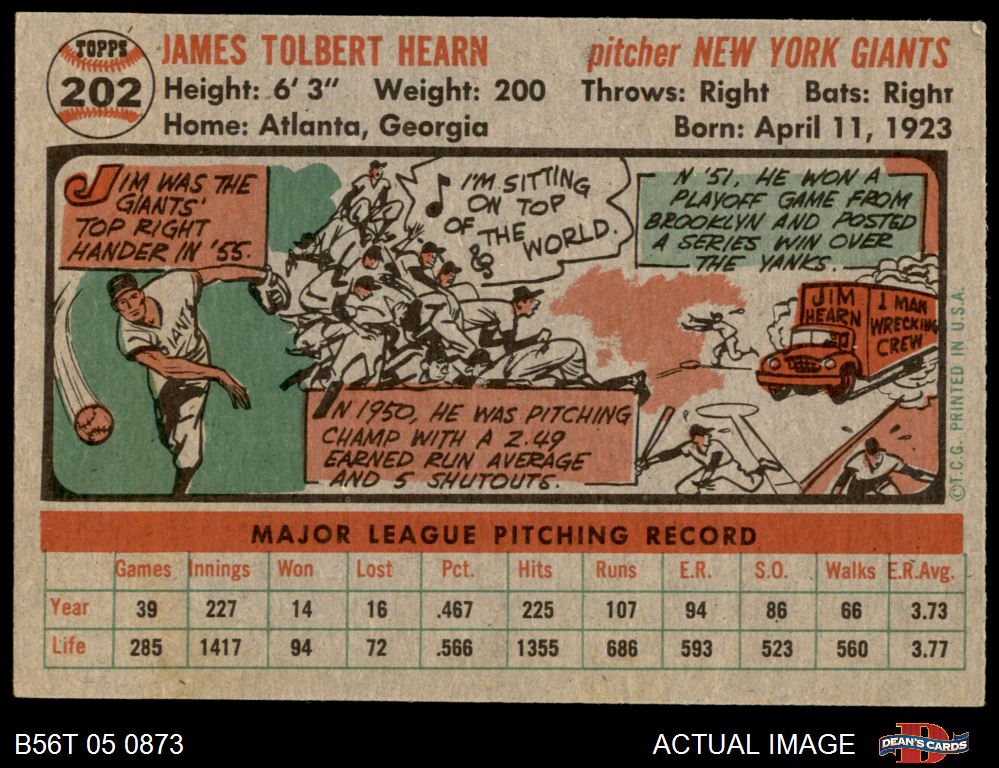 TOPPS
202
JAMES TOLBERT HEARN
pitcher NEW YORK GIANTS
Height: 6' 3" Weight: 200 Throws: Right Bats: Right
Home: Atlanta, Georgia
Born: April 11, 1923
JIM WAS THE
GIANTS'
TOP RIGHT
HANDER IN '55.
GIANTS
I'M SITTING
ON TOP
OF THE
WORLD.
IN 1950, HE WAS PITCHING
CHAMP WITH A 2.49
EARNED RUN AVERAGE
AND 5 SHUTOUTS.
N '51, HE WON A
PLAYOFF GAME FROM
BROOKLYN AND POSTED
A SERIES WIN OVER
THE YANKS.
JIM
HEARN
1 MAN
WRECKING
CREW
©T.C.G. PRINTED IN U.S.A.
MAJOR LEAGUE PITCHING RECORD
Games Innings Won Lost Pct. Hits Runs E.R. S.O. Walks E.R.Avg.
Year 39 227 14 16 .467 225 107 94 86 66 3.73
Life 285 1417 94 72 .566 1355 686 593 523 560 3.77
B56T 05 0873
ACTUAL IMAGE
DEAN'S CARDS